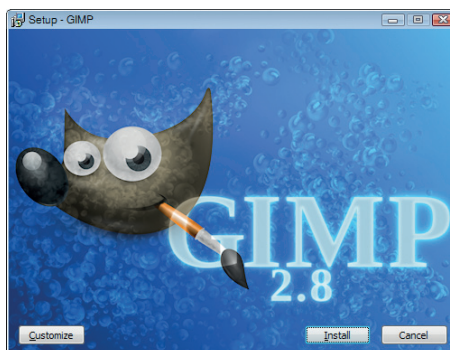 Setup - GIMP
GIMP
2.8
Customize
Install
Cancel